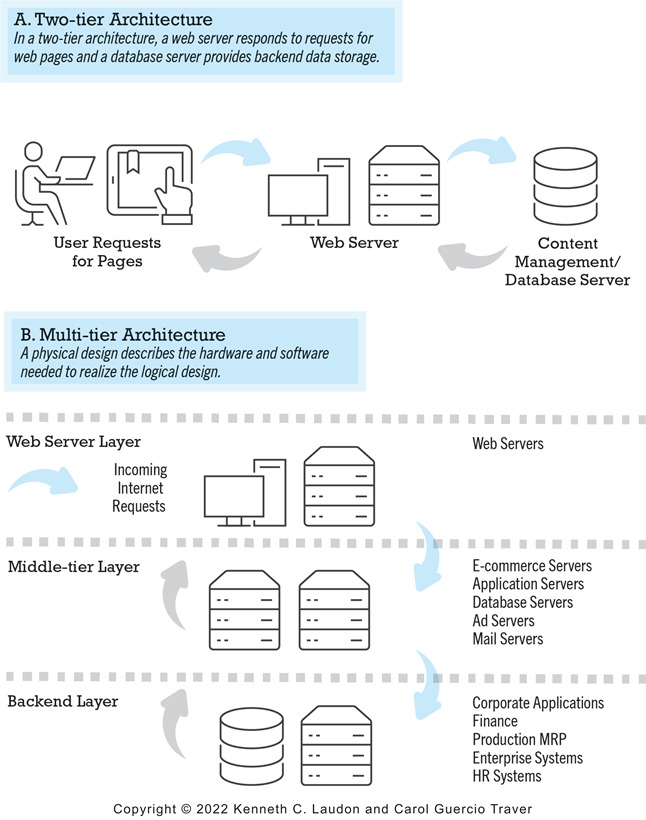 A. Two-tier Architecture
In a two-tier architecture, a web server responds to requests for
web pages and a database server provides backend data storage.
User Requests
for Pages
Web Server
Content
Management/
Database Server
B. Multi-tier Architecture
A physical design describes the hardware and software
needed to realize the logical design.
Web Server Layer
Incoming
Internet
Requests
Web Servers
Middle-tier Layer
E-commerce Servers
Application Servers
Database Servers
Ad Servers
Mail Servers
Backend Layer
Corporate Applications
Finance
Production MRP
Enterprise Systems
HR Systems
Copyright © 2022 Kenneth C. Laudon and Carol Guercio Traver